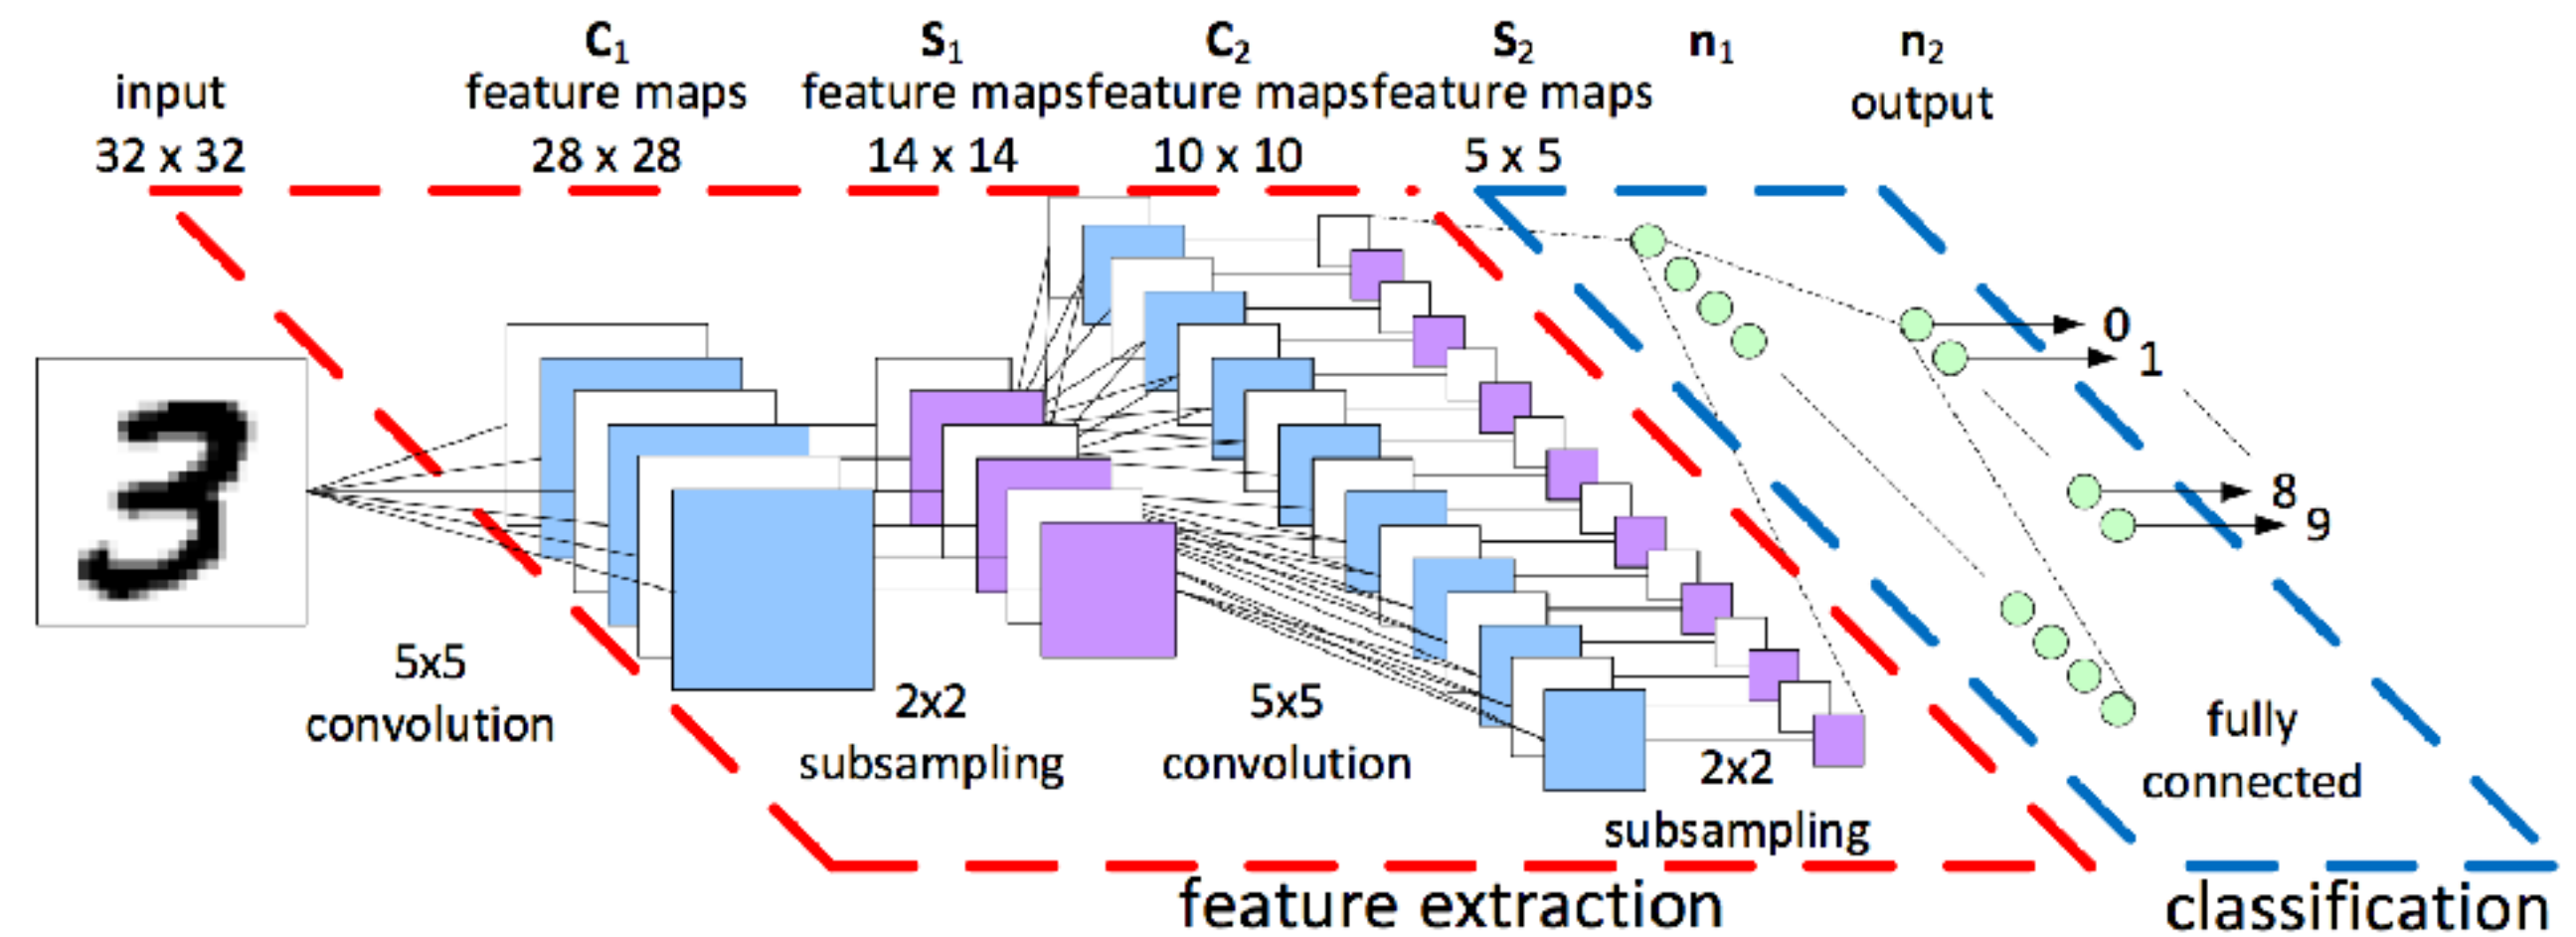 input
32 x 32
C1
feature maps
28 x 28
S1
feature maps
14 x 14
C2
feature maps
10 x 10
S2
feature maps
5 x 5
n1
n2
output
3
0
1
8
9
5x5
convolution
2x2
subsampling
5x5
convolution
2x2
subsampling
fully
connected
feature extraction
classification